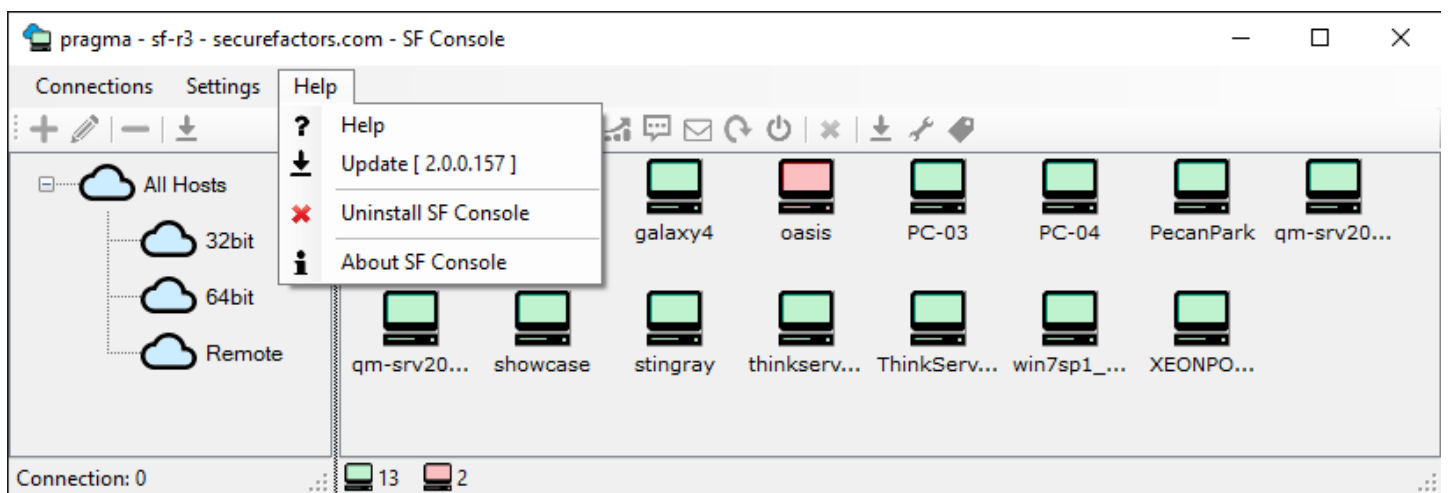 pragma - sf-r3 - securefactors.com - SF Console
Connections Settings Help
Help
Update [ 2.0.0.157 ]
Uninstall SF Console
About SF Console
All Hosts
32bit
64bit
Remote
galaxy4 oasis PC-03 PC-04 PecanPark qm-srv20...
qm-srv20... showcase stingray thinkserv... ThinkServ... win7sp1_... XEONPO...
Connection: 0 13 2